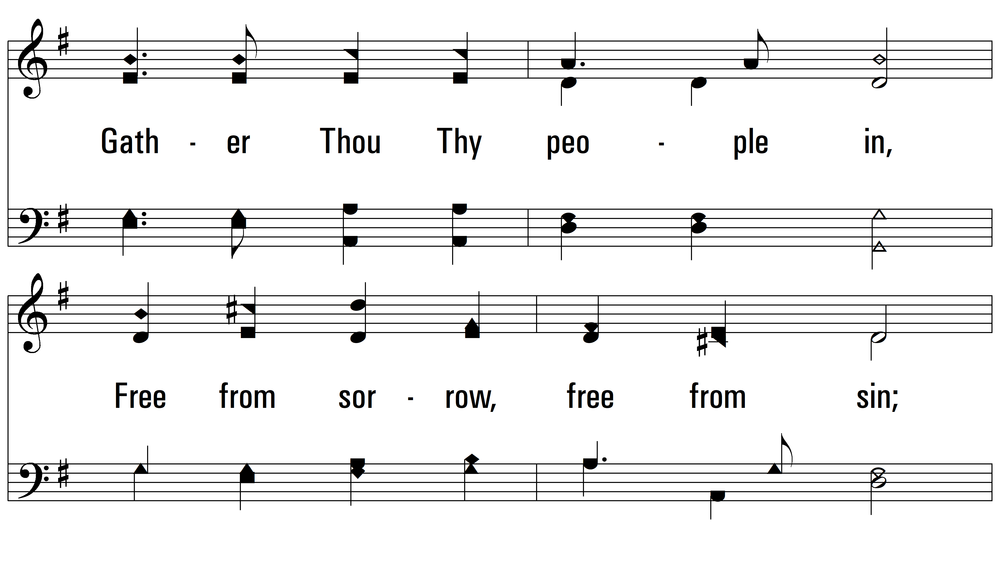 Gath - er Thou Thy peo - ple in,
Free from sor - row, free from sin;